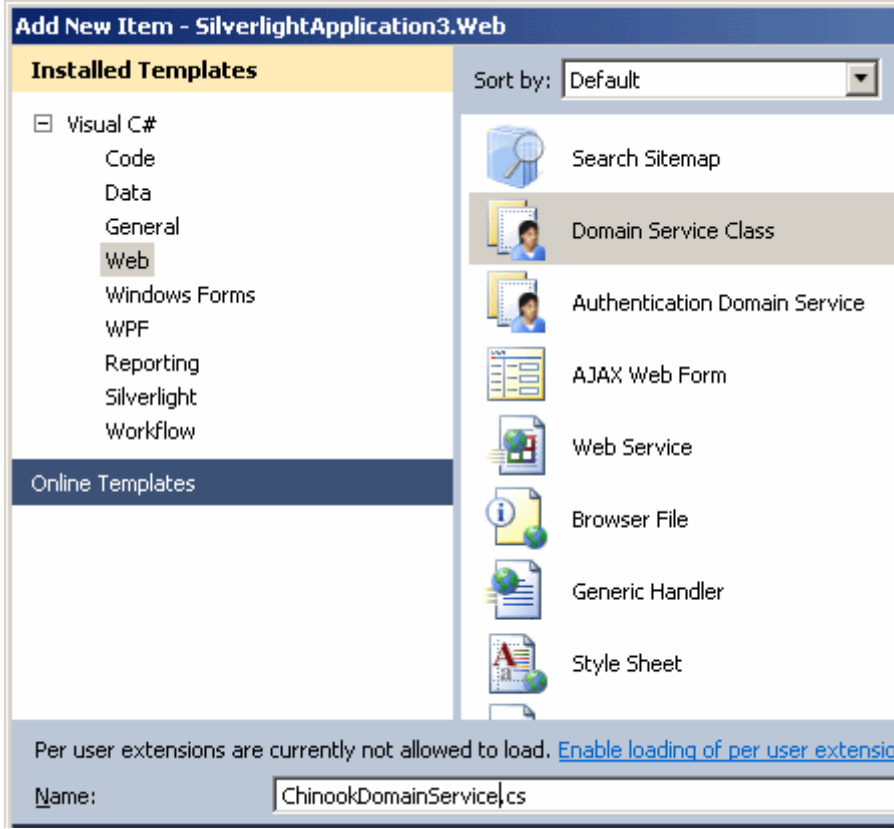 Add New Item - SilverlightApplication3.Web
Installed Templates
Visual C#
Code
Data
General
Web
Windows Forms
WPF
Reporting
Silverlight
Workflow
Online Templates
Sort by: Default
Search Sitemap
Domain Service Class
Authentication Domain Service
AJAX Web Form
Web Service
Browser File
Generic Handler
Style Sheet
Per user extensions are currently not allowed to load. Enable loading of per user extensio
Name: ChinookDomainService.cs